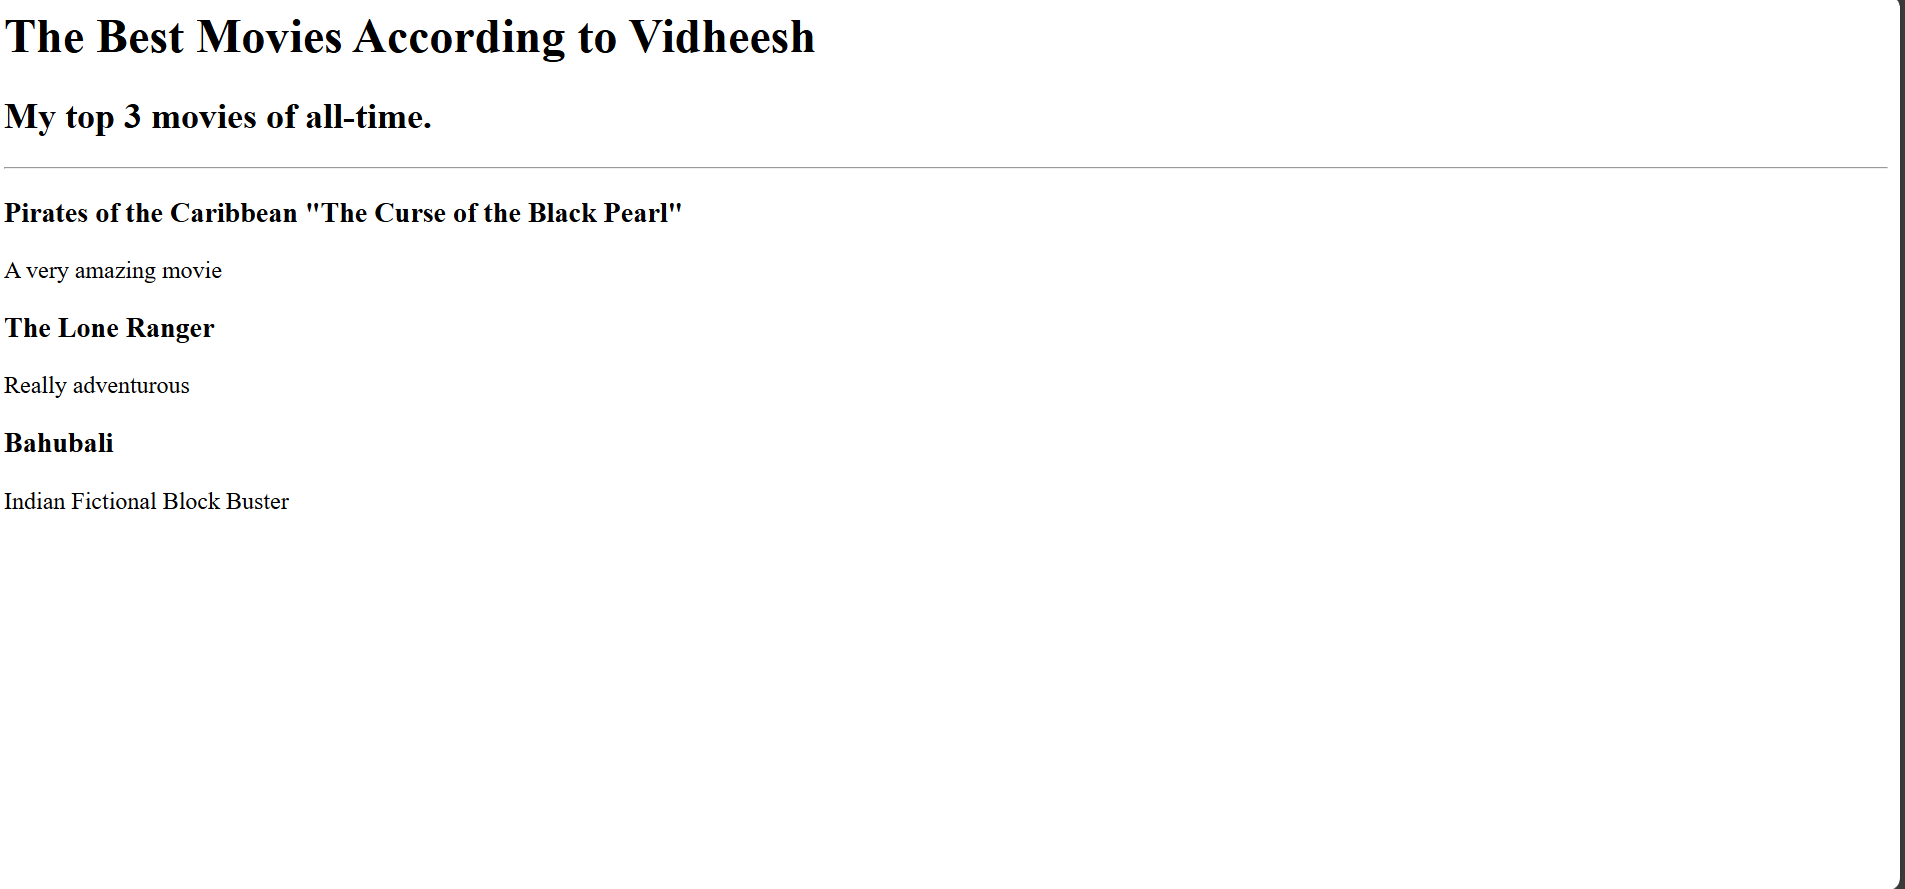 The Best Movies According to Vidheesh
My top 3 movies of all-time.
Pirates of the Caribbean "The Curse of the Black Pearl"
A very amazing movie
The Lone Ranger
Really adventurous
Bahubali
Indian Fictional Block Buster